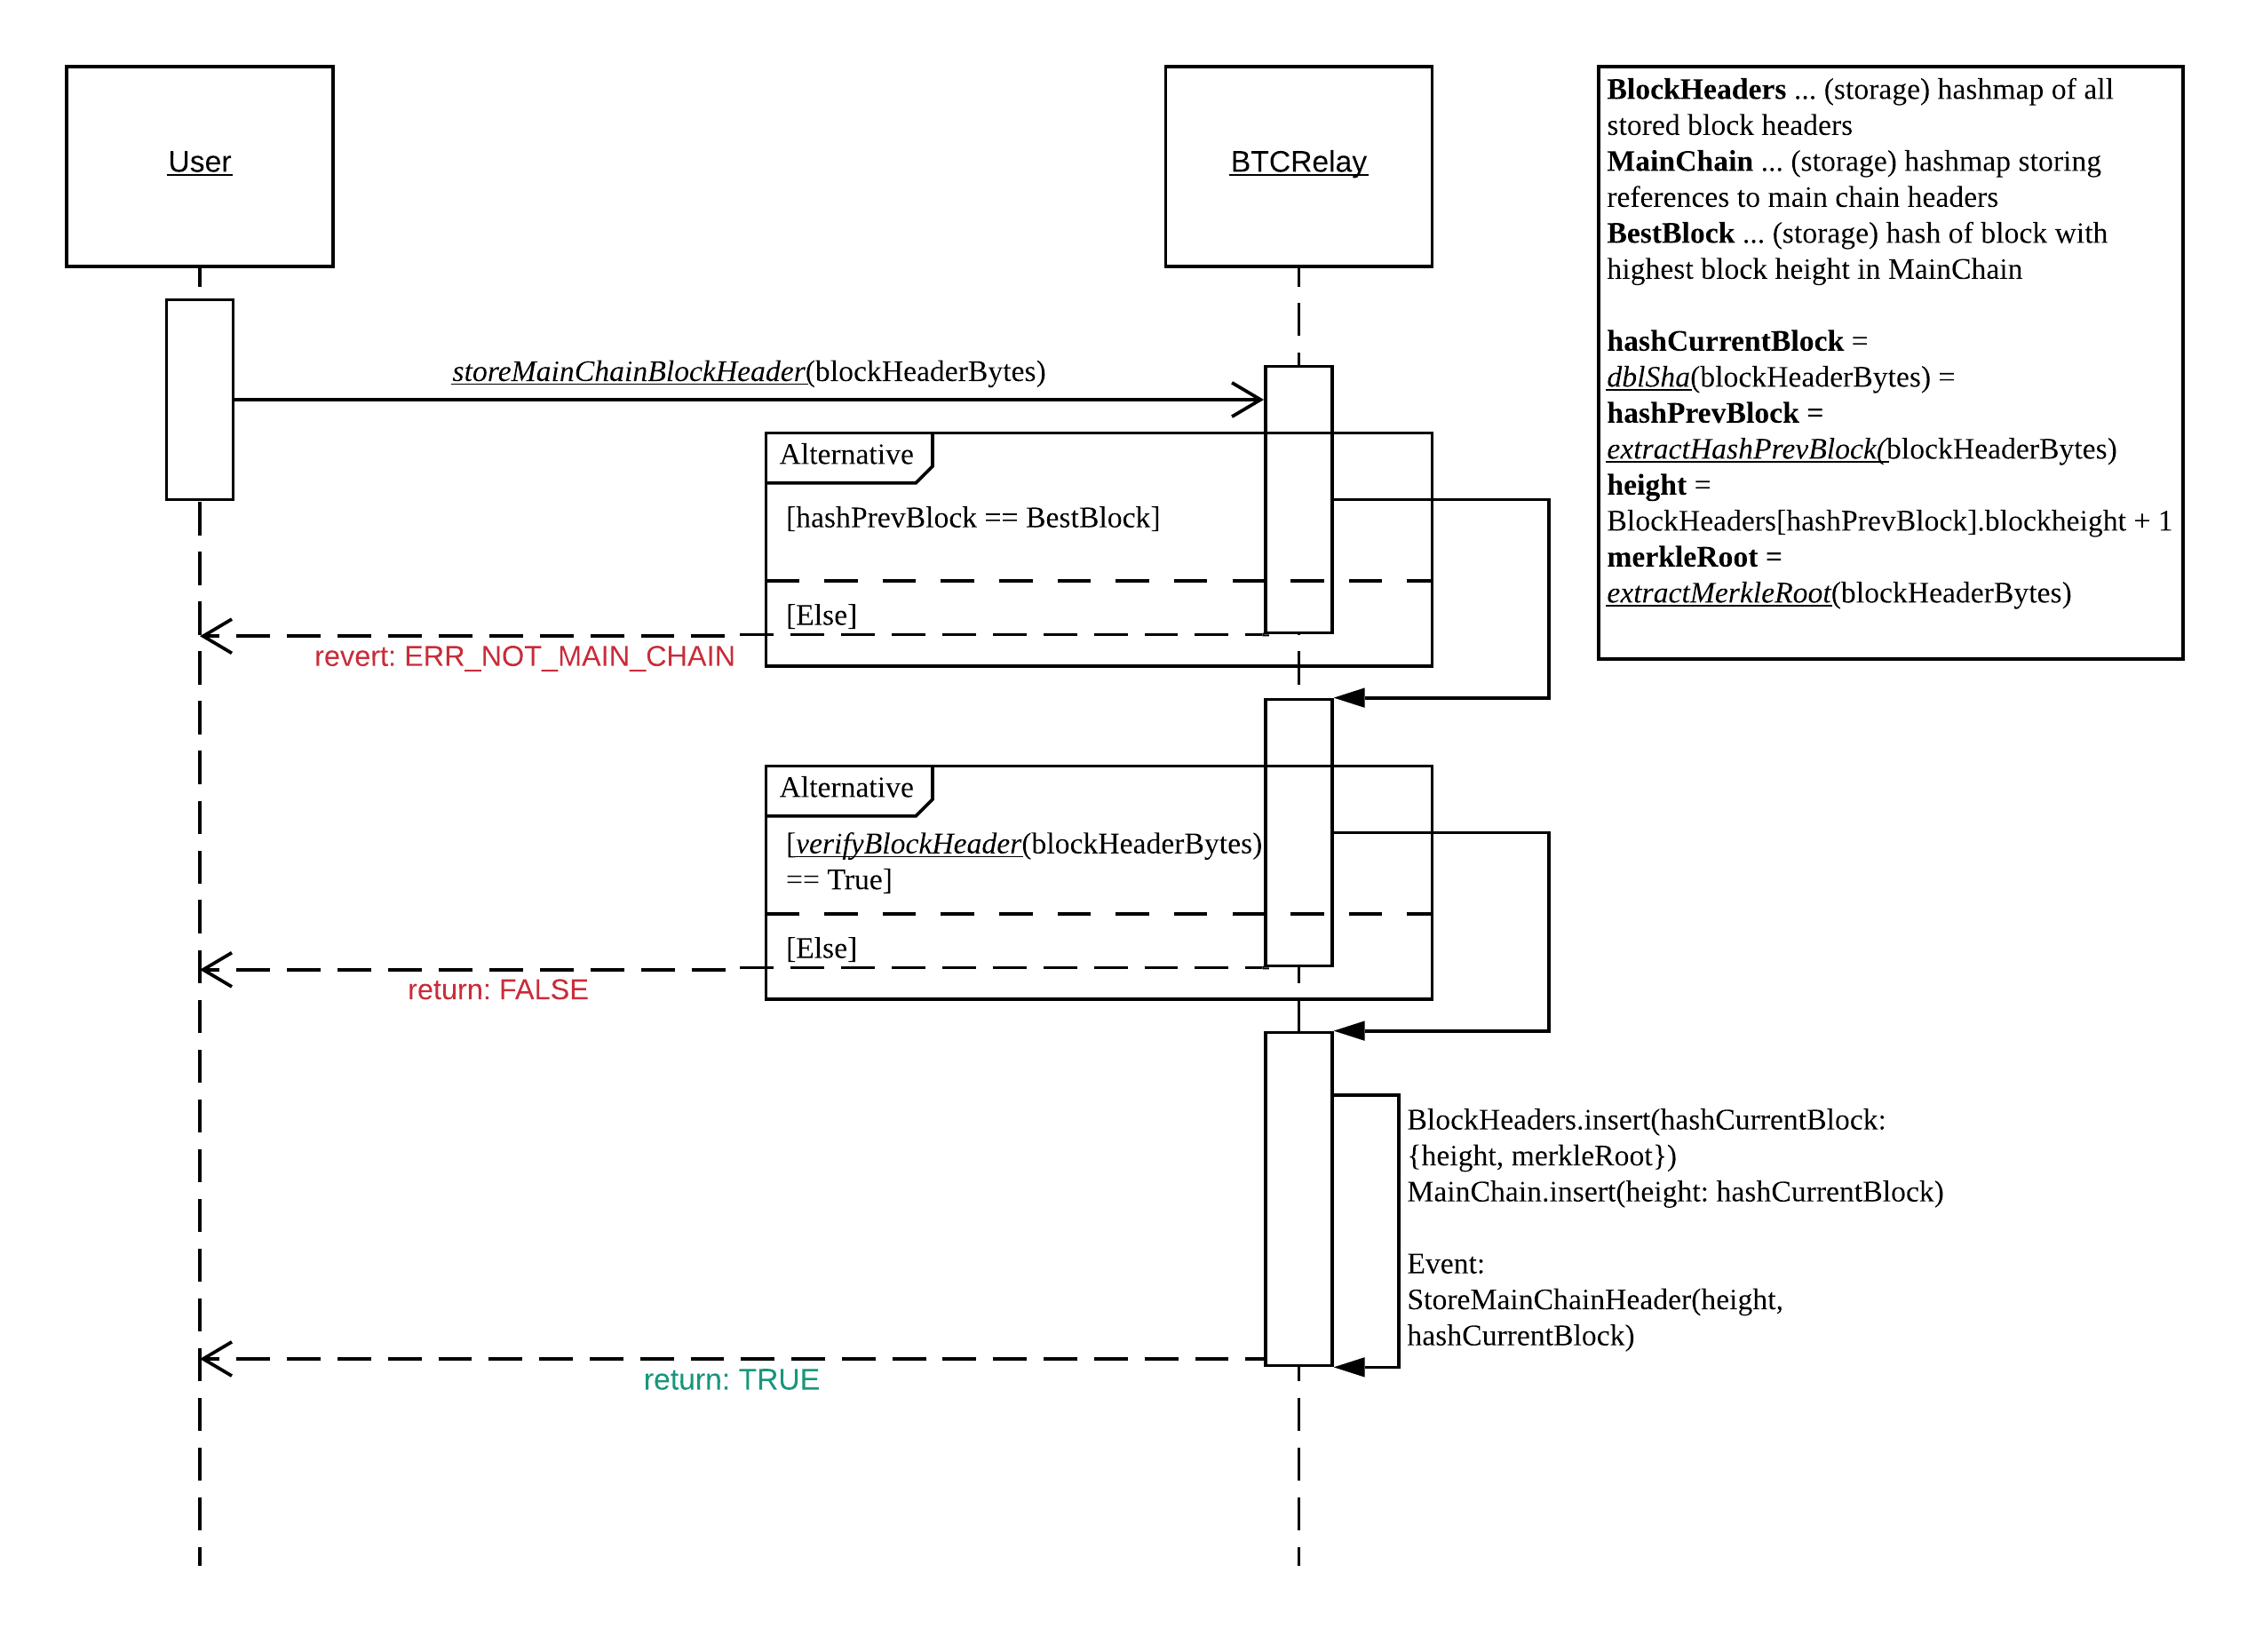 User
BTCRelay
BlockHeaders ... (storage) hashmap of all
stored block headers
MainChain ... (storage) hashmap storing
references to main chain headers
BestBlock ... (storage) hash of block with
highest block height in MainChain
hashCurrentBlock =
dblSha(blockHeaderBytes) =
hashPrevBlock =
extractHashPrevBlock(blockHeaderBytes)
height =
BlockHeaders[hashPrevBlock].blockheight + 1
merkleRoot =
extractMerkleRoot(blockHeaderBytes)
storeMainChainBlockHeader(blockHeaderBytes)
Alternative
[hashPrevBlock == BestBlock]
[Else]
revert: ERR_NOT_MAIN_CHAIN
Alternative
[verifyBlockHeader(blockHeaderBytes)
== True]
[Else]
return: FALSE
BlockHeaders.insert(hashCurrentBlock:
{height, merkleRoot})
MainChain.insert(height: hashCurrentBlock)
Event:
StoreMainChainHeader(height,
hashCurrentBlock)
return: TRUE